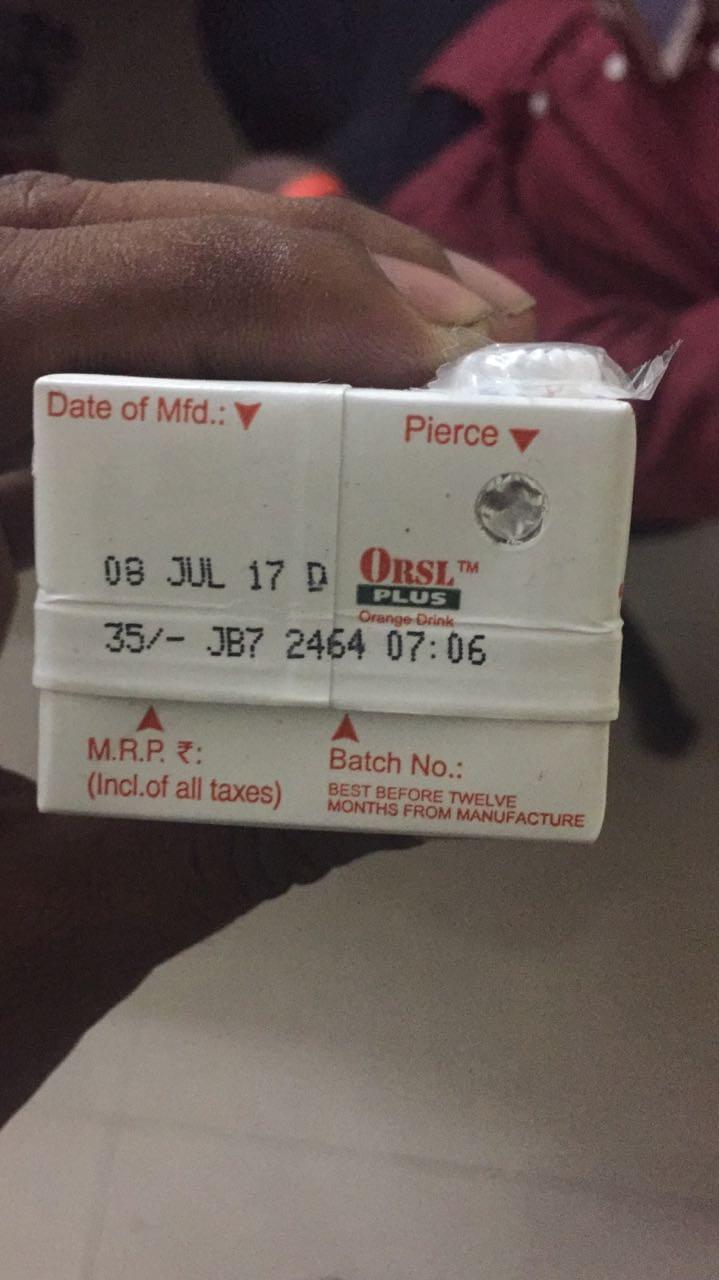 Date of Mfd.:
Pierce
08 JUL 17 D
ORSL™
PLUS
Orange Drink
35/- JB7 2464 07:06
M.R.P. ₹:
(Incl.of all taxes)
Batch No.:
BEST BEFORE TWELVE
MONTHS FROM MANUFACTURE